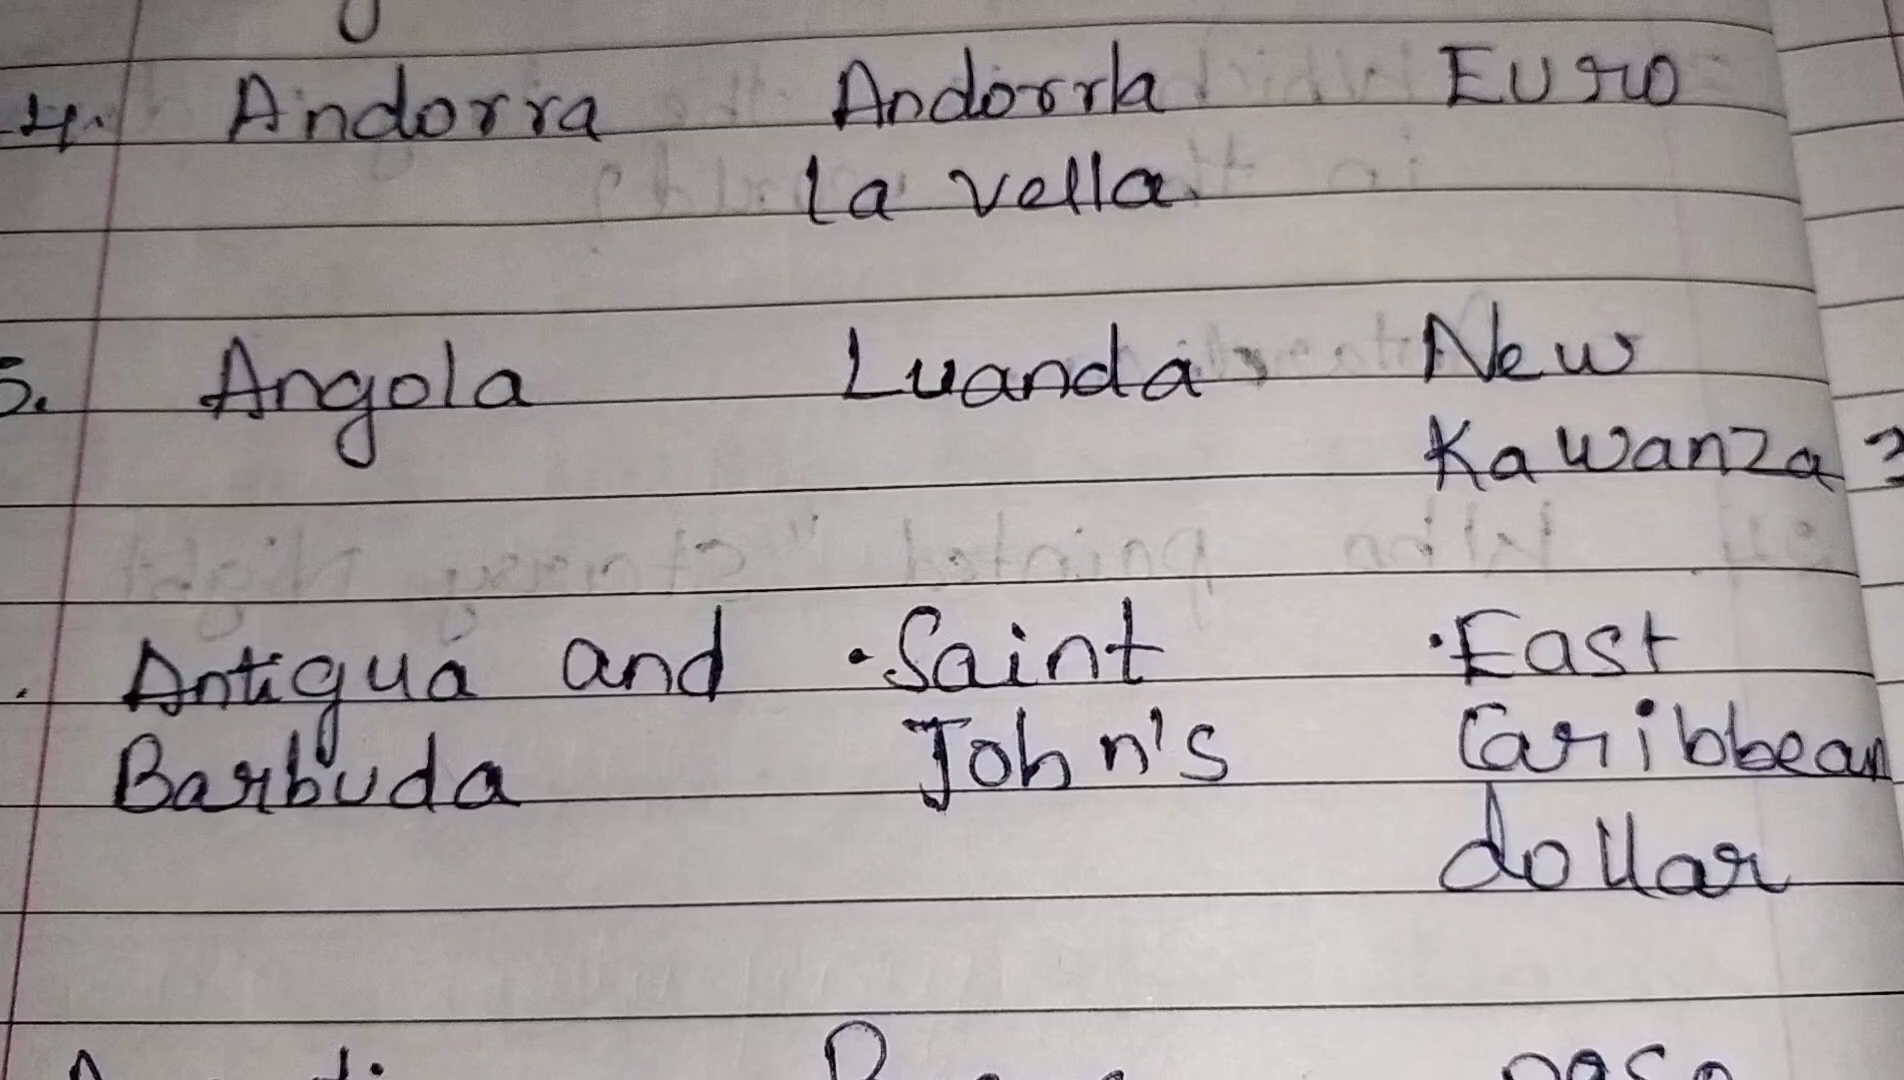 4. Andorra Andorra Euro
la vella.
5. Angola Luanda New
Kawanza
. Antigua and . Saint . East
Barbuda John's Caribbean
dollar